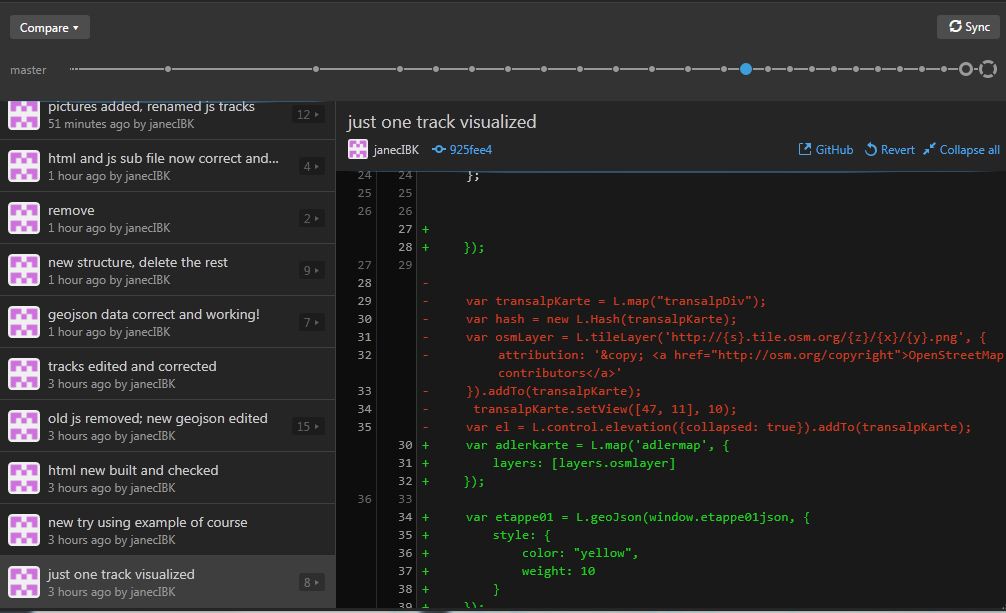 Compare
Sync
master
pictures added, renamed js tracks
51 minutes ago by janecIBK
12
html and js sub file now correct and...
1 hour ago by janecIBK
4
remove
1 hour ago by janecIBK
2
new structure, delete the rest
1 hour ago by janecIBK
9
geojson data correct and working!
1 hour ago by janecIBK
7
tracks edited and corrected
3 hours ago by janecIBK
old js removed; new geojson edited
3 hours ago by janecIBK
15
html new built and checked
3 hours ago by janecIBK
new try using example of course
3 hours ago by janecIBK
just one track visualized
3 hours ago by janecIBK
8
just one track visualized
janecIBK 925fee4 GitHub Revert Collapse all
24 24 };
25 25
26 26
27 +
28 + });
27 29
28 -
29 - var transalpKarte = L.map("transalpDiv");
30 - var hash = new L.Hash(transalpKarte);
31 - var osmLayer = L.tileLayer('http://{s}.tile.osm.org/{z}/{x}/{y}.png', {
32 - attribution: '&copy; <a href="http://osm.org/copyright">OpenStreetMap
contributors</a>'
33 - }).addTo(transalpKarte);
34 - transalpKarte.setView([47, 11], 10);
35 - var el = L.control.elevation({collapsed: true}).addTo(transalpKarte);
30 + var adlerkarte = L.map('adlermap', {
31 + layers: [layers.osmlayer]
32 + });
36 33
34 + var etappe01 = L.geoJson(window.etappe01json, {
35 + style: {
36 + color: "yellow",
37 + weight: 10
38 + }
39 + });